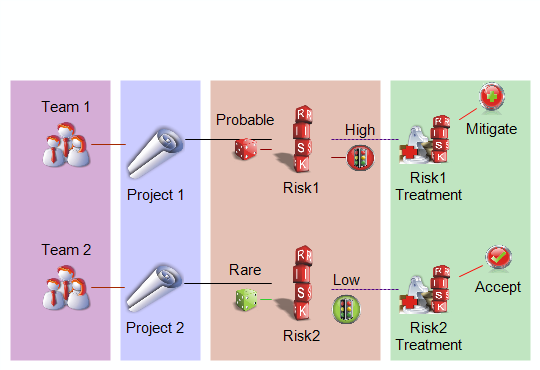 Team 1
Project 1
Probable
RISK
Risk1
High
RISK
Risk1
Treatment
Mitigate
Team 2
Project 2
Rare
RISK
Risk2
Low
RISK
Risk2
Treatment
Accept